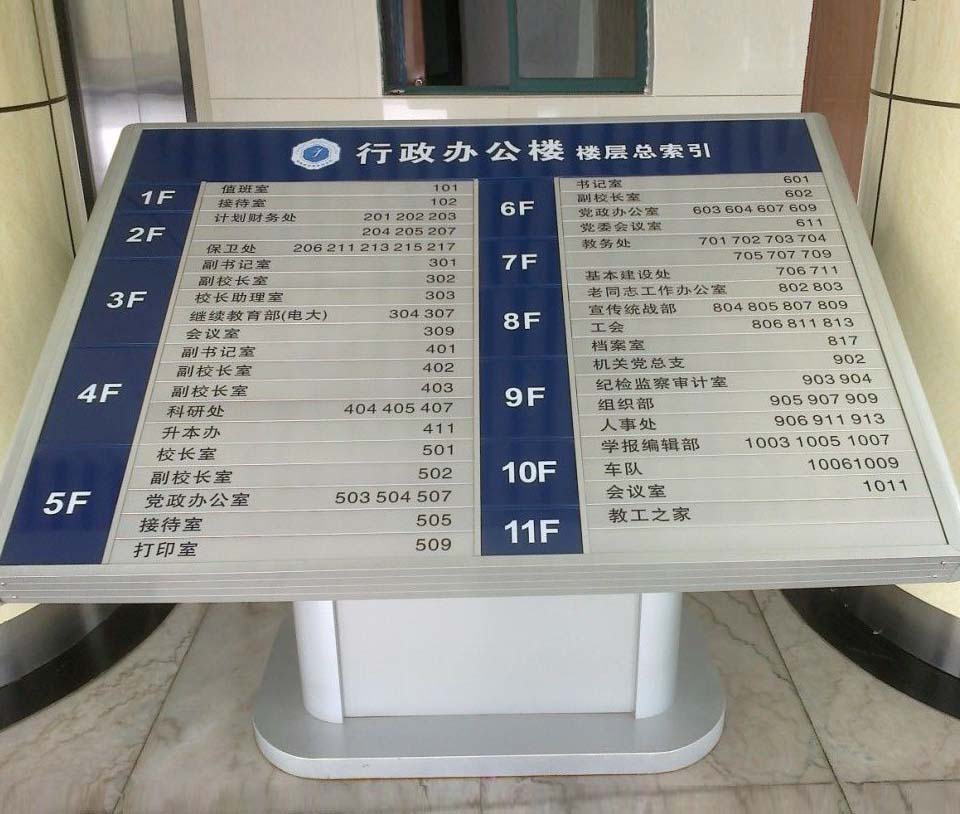 行政办公楼 楼层总索引
1F
值班室 101
接待室 102
2F
计划财务处 201 202 203
204 205 207
保卫处 206 211 213 215 217
3F
副书记室 301
副校长室 302
校长助理室 303
继续教育部(电大) 304 307
会议室 309
4F
副书记室 401
副校长室 402
副校长室 403
科研处 404 405 407
升本办 411
5F
校长室 501
副校长室 502
党政办公室 503 504 507
接待室 505
打印室 509
6F
书记室 601
副校长室 602
党政办公室 603 604 607 609
党委会议室 611
7F
教务处 701 702 703 704
705 707 709
基本建设处 706 711
8F
老同志工作办公室 802 803
宣传统战部 804 805 807 809
工会 806 811 813
档案室 817
9F
机关党总支 902
纪检监察审计室 903 904
组织部 905 907 909
人事处 906 911 913
10F
学报编辑部 1003 1005 1007
车队 10061009
会议室 1011
11F
教工之家